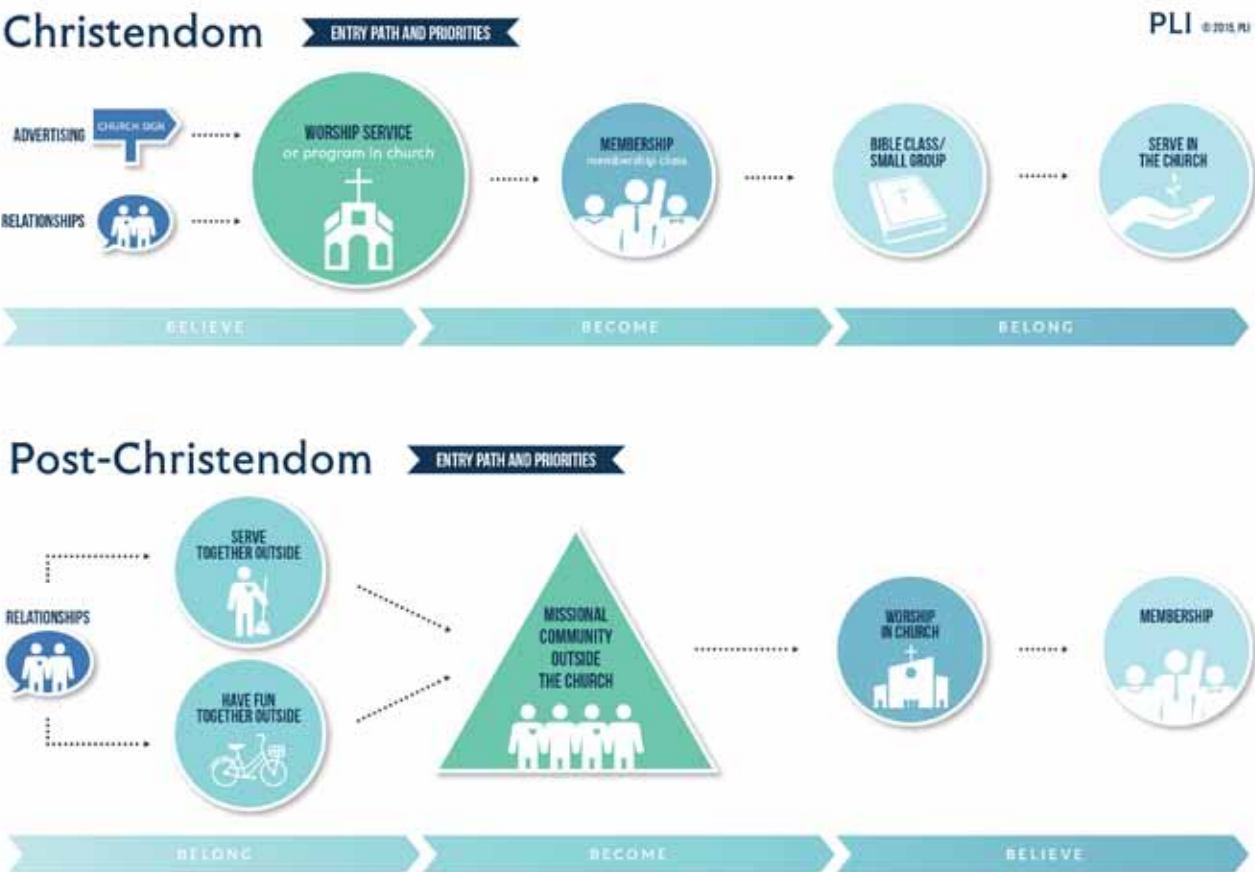 Christendom
ENTRY PATH AND PRIORITIES
PLI © 2015, PLI
ADVERTISING
CHURCH SIGN
RELATIONSHIPS
WORSHIP SERVICE
or program in church
MEMBERSHIP
membership class
BIBLE CLASS/
SMALL GROUP
SERVE IN
THE CHURCH
BELIEVE
BECOME
BELONG
Post-Christendom
ENTRY PATH AND PRIORITIES
RELATIONSHIPS
SERVE
TOGETHER OUTSIDE
HAVE FUN
TOGETHER OUTSIDE
MISSIONAL
COMMUNITY
OUTSIDE
THE CHURCH
WORSHIP
IN CHURCH
MEMBERSHIP
BELONG
BECOME
BELIEVE